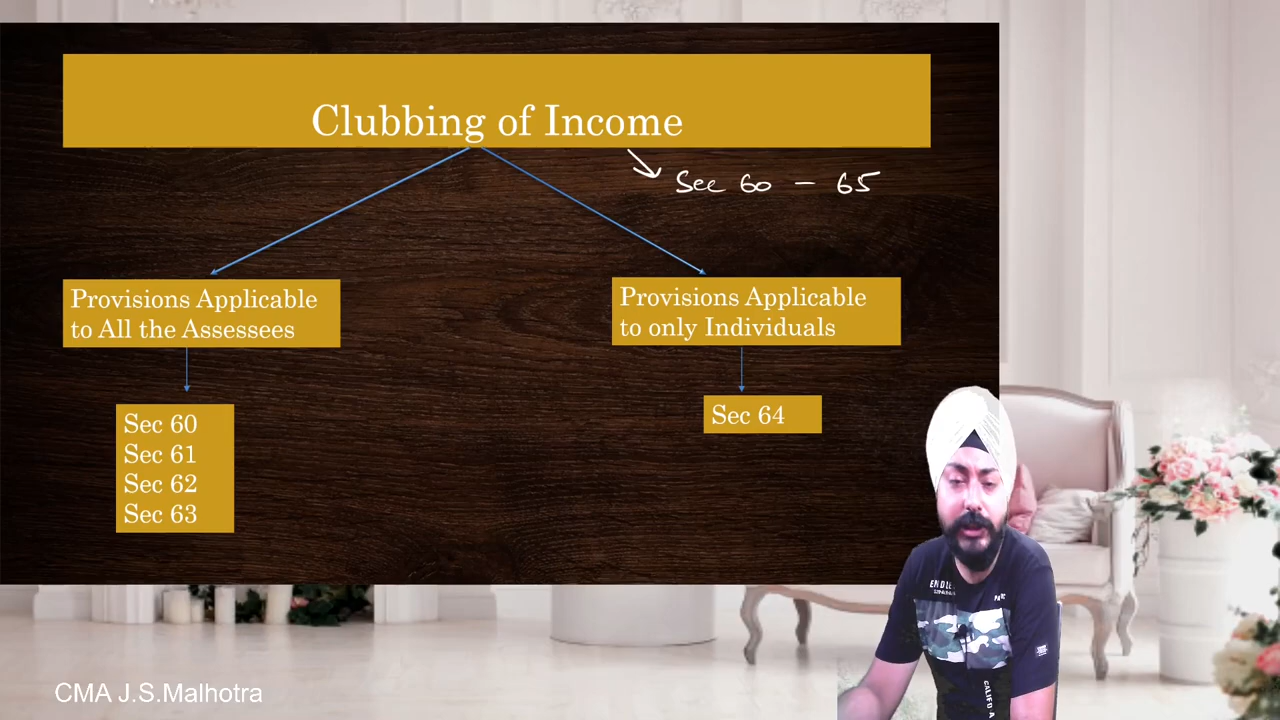 Clubbing of Income
Sec 60 - 65
Provisions Applicable
to All the Assessees
Provisions Applicable
to only Individuals
Sec 60
Sec 61
Sec 62
Sec 63
Sec 64
CMA J.S.Malhotra